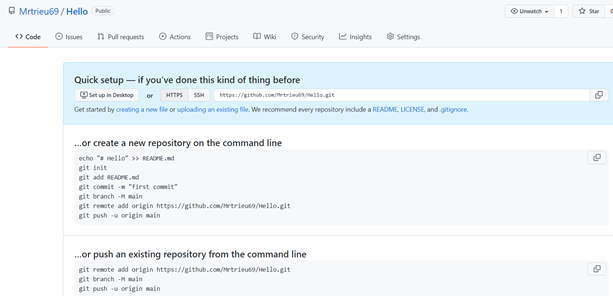 Mrtrieu69 / Hello Public
Unwatch 1 Star
Code Issues Pull requests Actions Projects Wiki Security Insights Settings
Quick setup — if you've done this kind of thing before
Set up in Desktop or HTTPS SSH https://github.com/Mrtrieu69/Hello.git
Get started by creating a new file or uploading an existing file. We recommend every repository include a README, LICENSE, and .gitignore.
...or create a new repository on the command line
echo "# Hello" >> README.md
git init
git add README.md
git commit -m "first commit"
git branch -M main
git remote add origin https://github.com/Mrtrieu69/Hello.git
git push -u origin main
...or push an existing repository from the command line
git remote add origin https://github.com/Mrtrieu69/Hello.git
git branch -M main
git push -u origin main